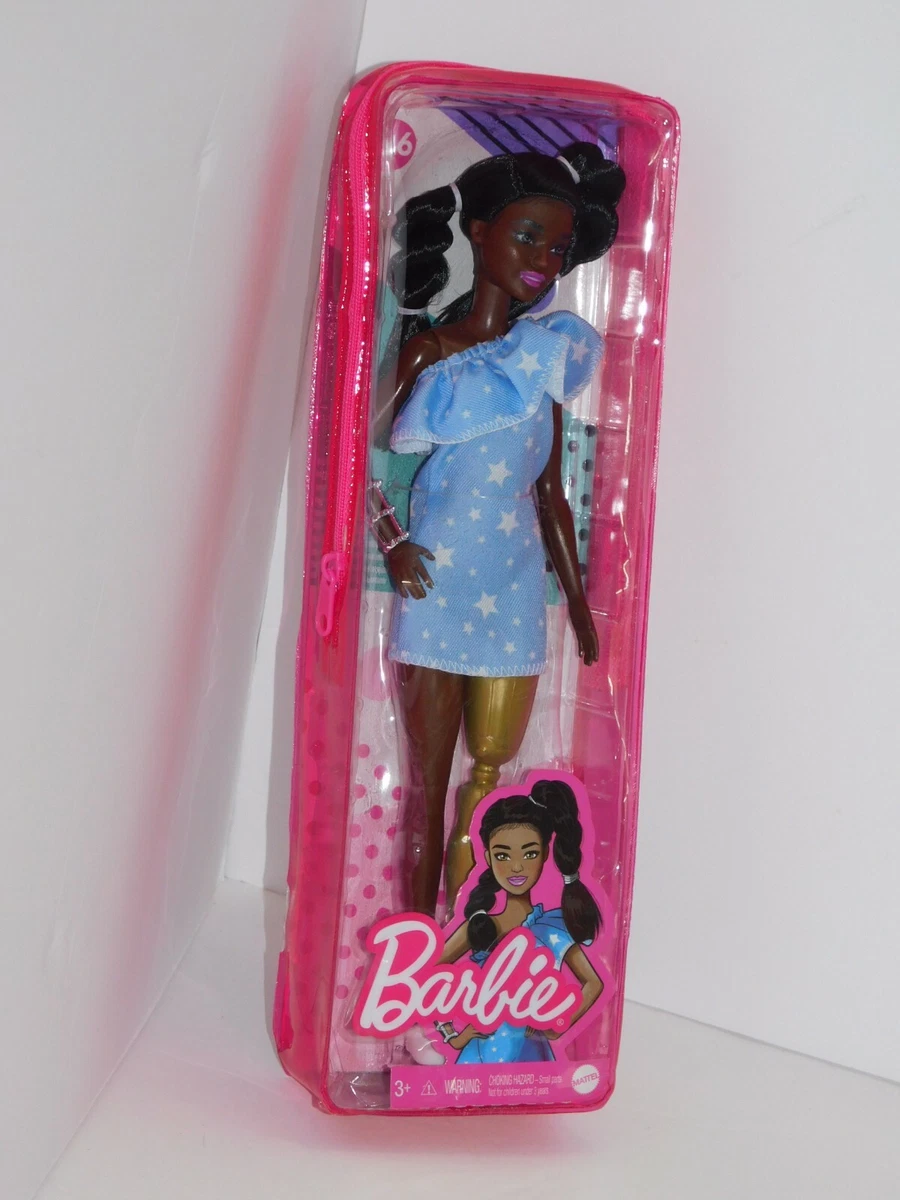 Barbie®
3+ ⚠ WARNING: CHOKING HAZARD – Small parts
Not for children under 3 years.
MATTEL